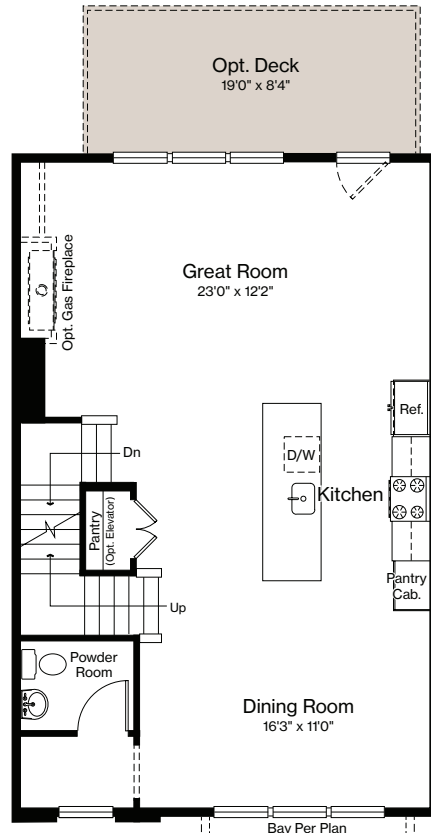 Opt. Deck
19'0" x 8'4"
Great Room
23'0" x 12'2"
Opt. Gas Fireplace
Ref.
Dn
D/W
Kitchen
Pantry
(Opt. Elevator)
Pantry
Cab.
Up
Powder
Room
Dining Room
16'3" x 11'0"
Bay Per Plan